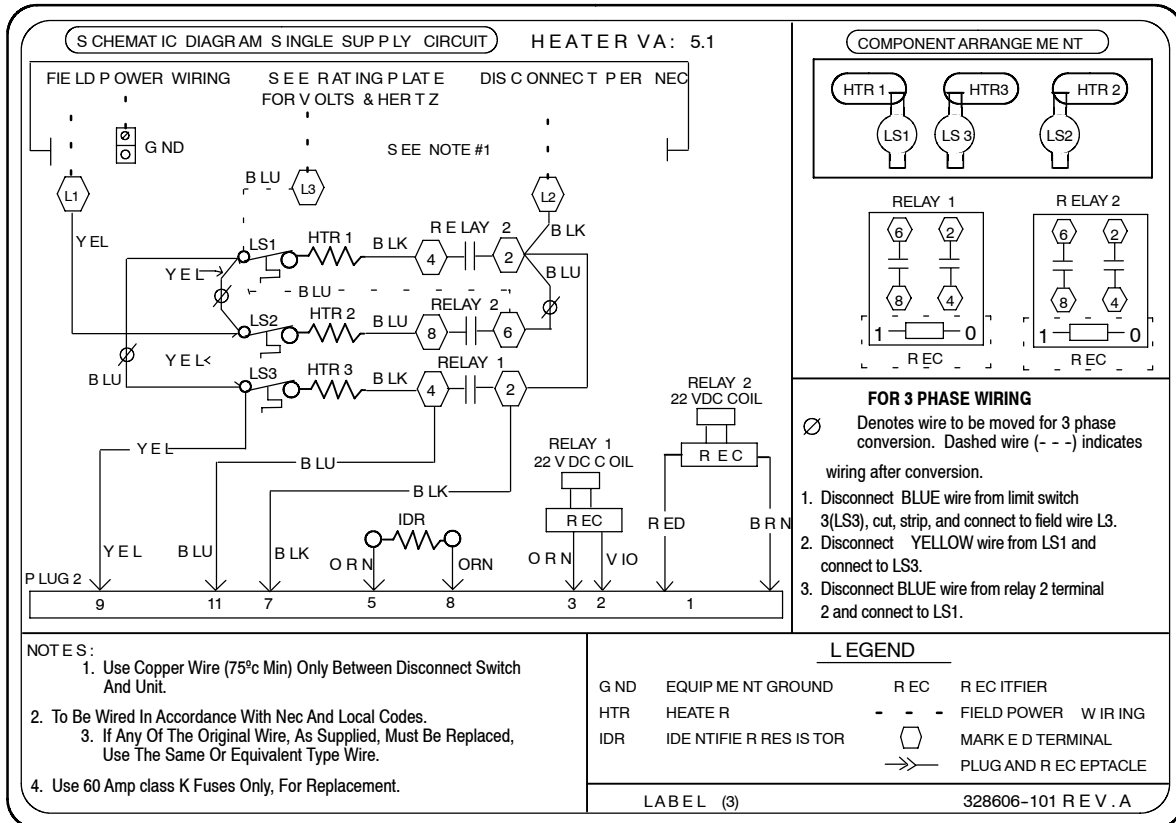 SCHEMATIC DIAGRAM SINGLE SUPPLY CIRCUIT
HEATER VA: 5.1
FIELD POWER WIRING
SEE RATING PLATE
FOR VOLTS & HERTZ
DISCONNECT PER NEC
GND
SEE NOTE #1
BLU
L1
L3
L2
YEL
LS1
HTR 1
BLK
RELAY 2
4
2
BLK
YEL
BLU
BLU
LS2
HTR 2
BLU
RELAY 2
8
6
YEL<
BLU
LS3
HTR 3
BLK
RELAY 1
4
2
YEL
BLU
BLK
RELAY 2
22 VDC COIL
REC
RELAY 1
22 VDC COIL
REC
RED
BRN
IDR
YEL
BLU
BLK
ORN
ORN
ORN
VIO
PLUG 2
9 11 7 5 8 3 2 1
COMPONENT ARRANGEMENT
HTR 1
HTR3
HTR 2
LS1
LS 3
LS2
RELAY 1
RELAY 2
6 2
6 2
8 4
8 4
1 0
1 0
REC
REC
FOR 3 PHASE WIRING
Ø Denotes wire to be moved for 3 phase
conversion. Dashed wire (- - -) indicates
wiring after conversion.
1. Disconnect BLUE wire from limit switch
3(LS3), cut, strip, and connect to field wire L3.
2. Disconnect YELLOW wire from LS1 and
connect to LS3.
3. Disconnect BLUE wire from relay 2 terminal
2 and connect to LS1.
NOTES:
1. Use Copper Wire (75ºc Min) Only Between Disconnect Switch
And Unit.
2. To Be Wired In Accordance With Nec And Local Codes.
3. If Any Of The Original Wire, As Supplied, Must Be Replaced,
Use The Same Or Equivalent Type Wire.
4. Use 60 Amp class K Fuses Only, For Replacement.
LEGEND
GND EQUIPMENT GROUND
HTR HEATER
IDR IDENTIFIER RESISTOR
REC RECITFIER
- - - FIELD POWER WIRING
MARKED TERMINAL
PLUG AND RECEPTACLE
LABEL (3)
328606-101 REV. A